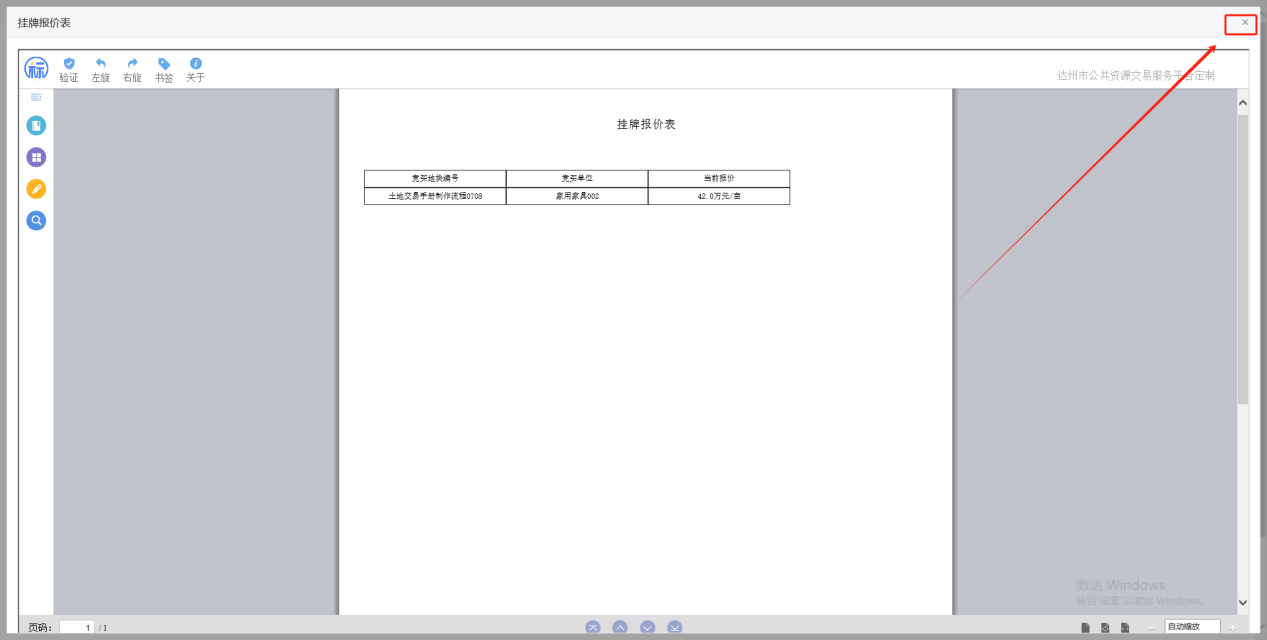 挂牌报价表
×
标
验证 左旋 右旋 书签 关于
达州市公共资源交易服务平台定制
挂牌报价表
竞买地块编号 竞买单位 当前报价
土地交易手册制作流程0708 家用家具002 42.0万元/亩
激活 Windows
转到"设置"以激活 Windows。
页码: 1 / 1
自动缩放